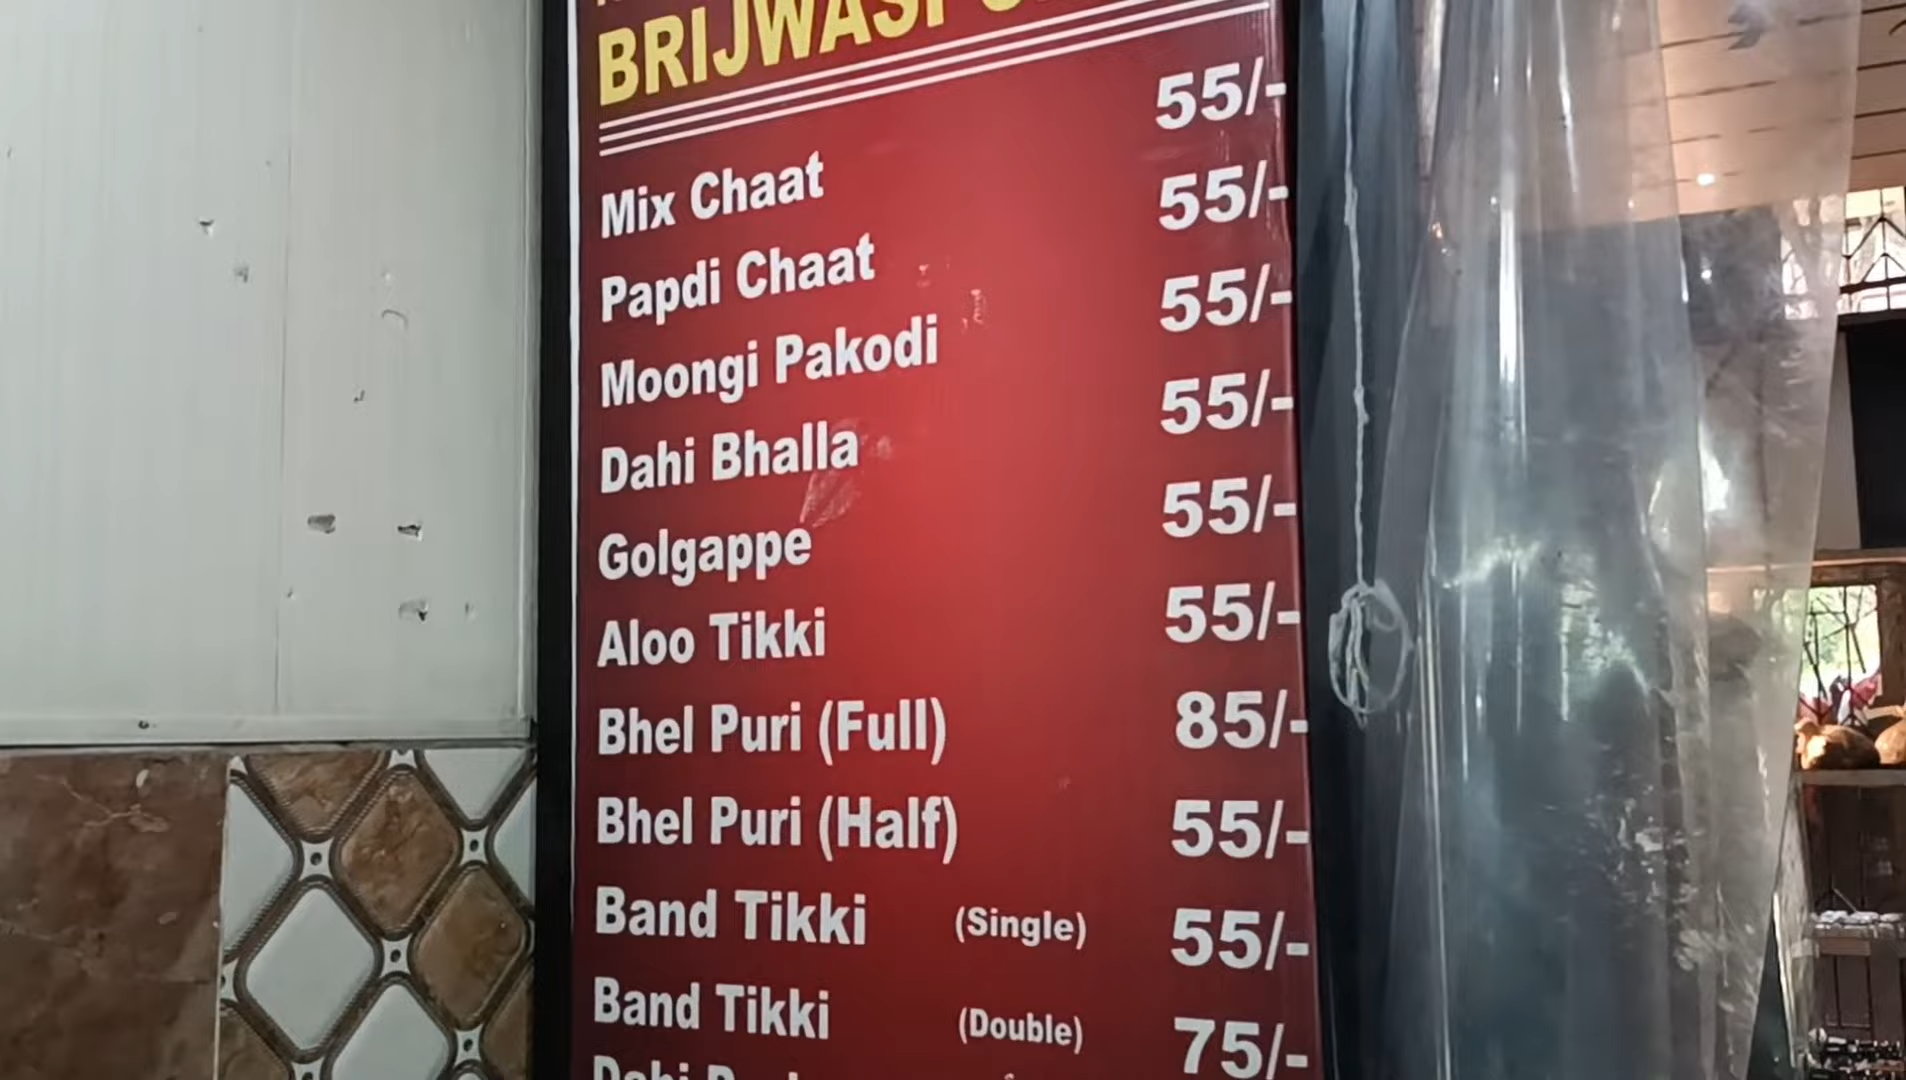 BRIJWASI
Mix Chaat 55/-
Papdi Chaat 55/-
Moongi Pakodi 55/-
Dahi Bhalla 55/-
Golgappe 55/-
Aloo Tikki 55/-
Bhel Puri (Full) 85/-
Bhel Puri (Half) 55/-
Band Tikki (Single) 55/-
Band Tikki (Double) 75/-
Dahi